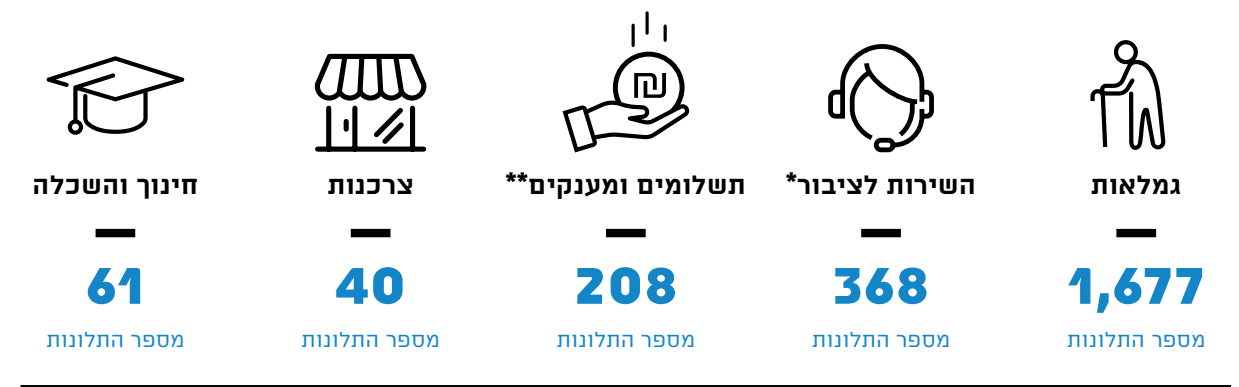 ₪
גמלאות
השירות לציבור*
תשלומים ומענקים**
צרכנות
חינוך והשכלה
1,677
368
208
40
61
מספר התלונות
מספר התלונות
מספר התלונות
מספר התלונות
מספר התלונות